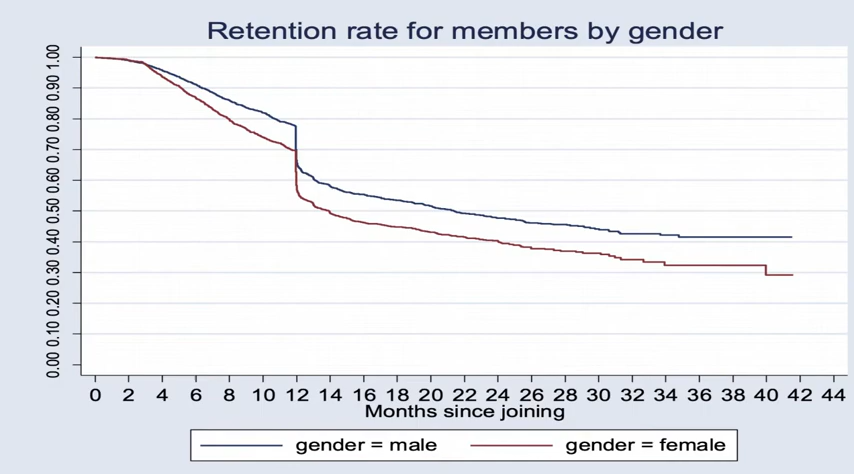 Retention rate for members by gender
0.00 0.10 0.20 0.30 0.40 0.50 0.60 0.70 0.80 0.90 1.00
0 2 4 6 8 10 12 14 16 18 20 22 24 26 28 30 32 34 36 38 40 42 44
Months since joining
gender = male gender = female